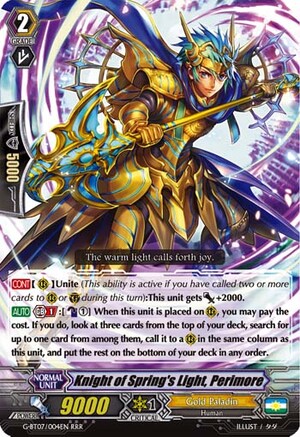 2
GRADE
5000
The warm light calls forth joy.
CONT [ ]Unite (This ability is active if you have called two or more
cards to or during this turn):This unit gets +2000.
AUTO :[ 1 ] When this unit is placed on , you may pay the
cost. If you do, look at three cards from the top of your deck, search for
up to one card from among them, call it to a in the same column as
this unit, and put the rest on the bottom of your deck in any order.
NORMAL
UNIT
Knight of Spring's Light, Perimore
POWER
9000
1
CRITICAL
Gold Paladin
Human
G-BT07/004EN RRR
ILLUST / タダ